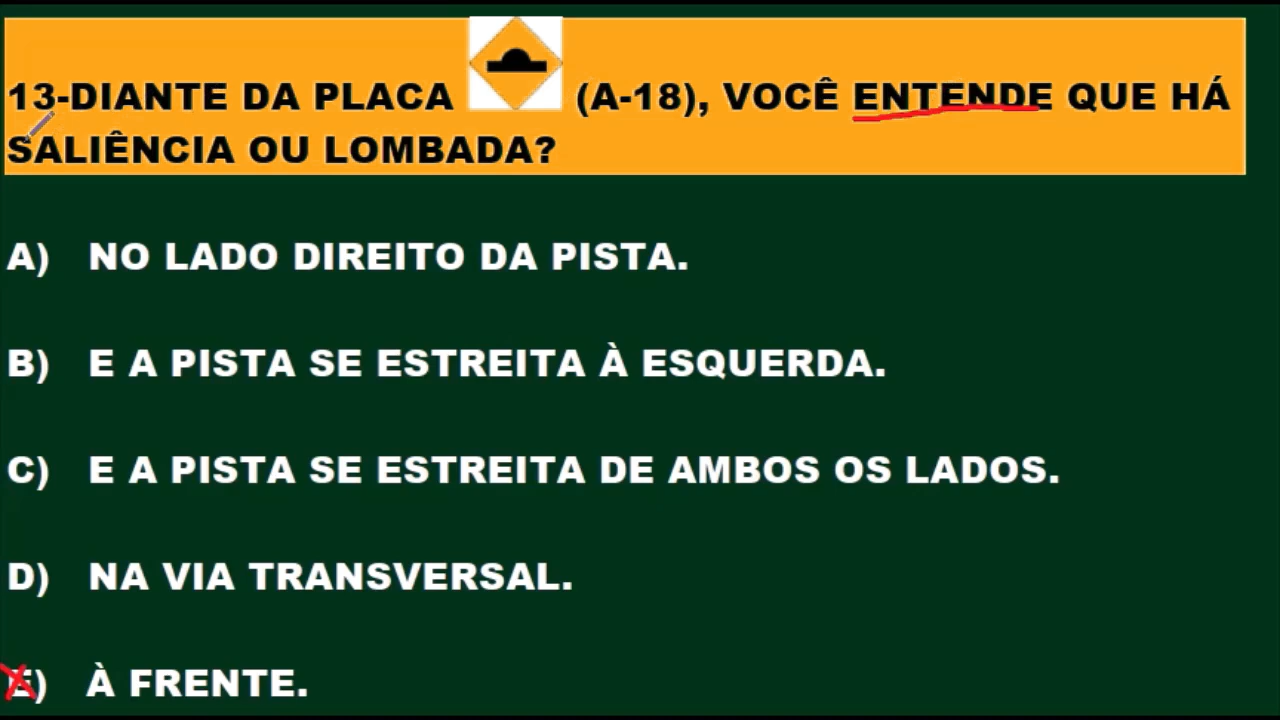 13-DIANTE DA PLACA (A-18), VOCÊ ENTENDE QUE HÁ
SALIÊNCIA OU LOMBADA?
A) NO LADO DIREITO DA PISTA.
B) E A PISTA SE ESTREITA À ESQUERDA.
C) E A PISTA SE ESTREITA DE AMBOS OS LADOS.
D) NA VIA TRANSVERSAL.
E) À FRENTE.